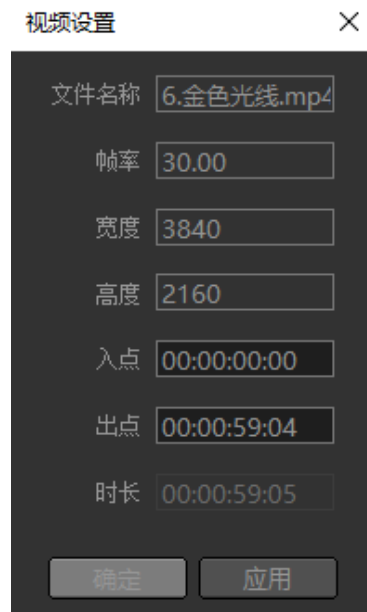 视频设置
文件名称 6.金色光线.mp4
帧率 30.00
宽度 3840
高度 2160
入点 00:00:00:00
出点 00:00:59:04
时长 00:00:59:05
确定 应用